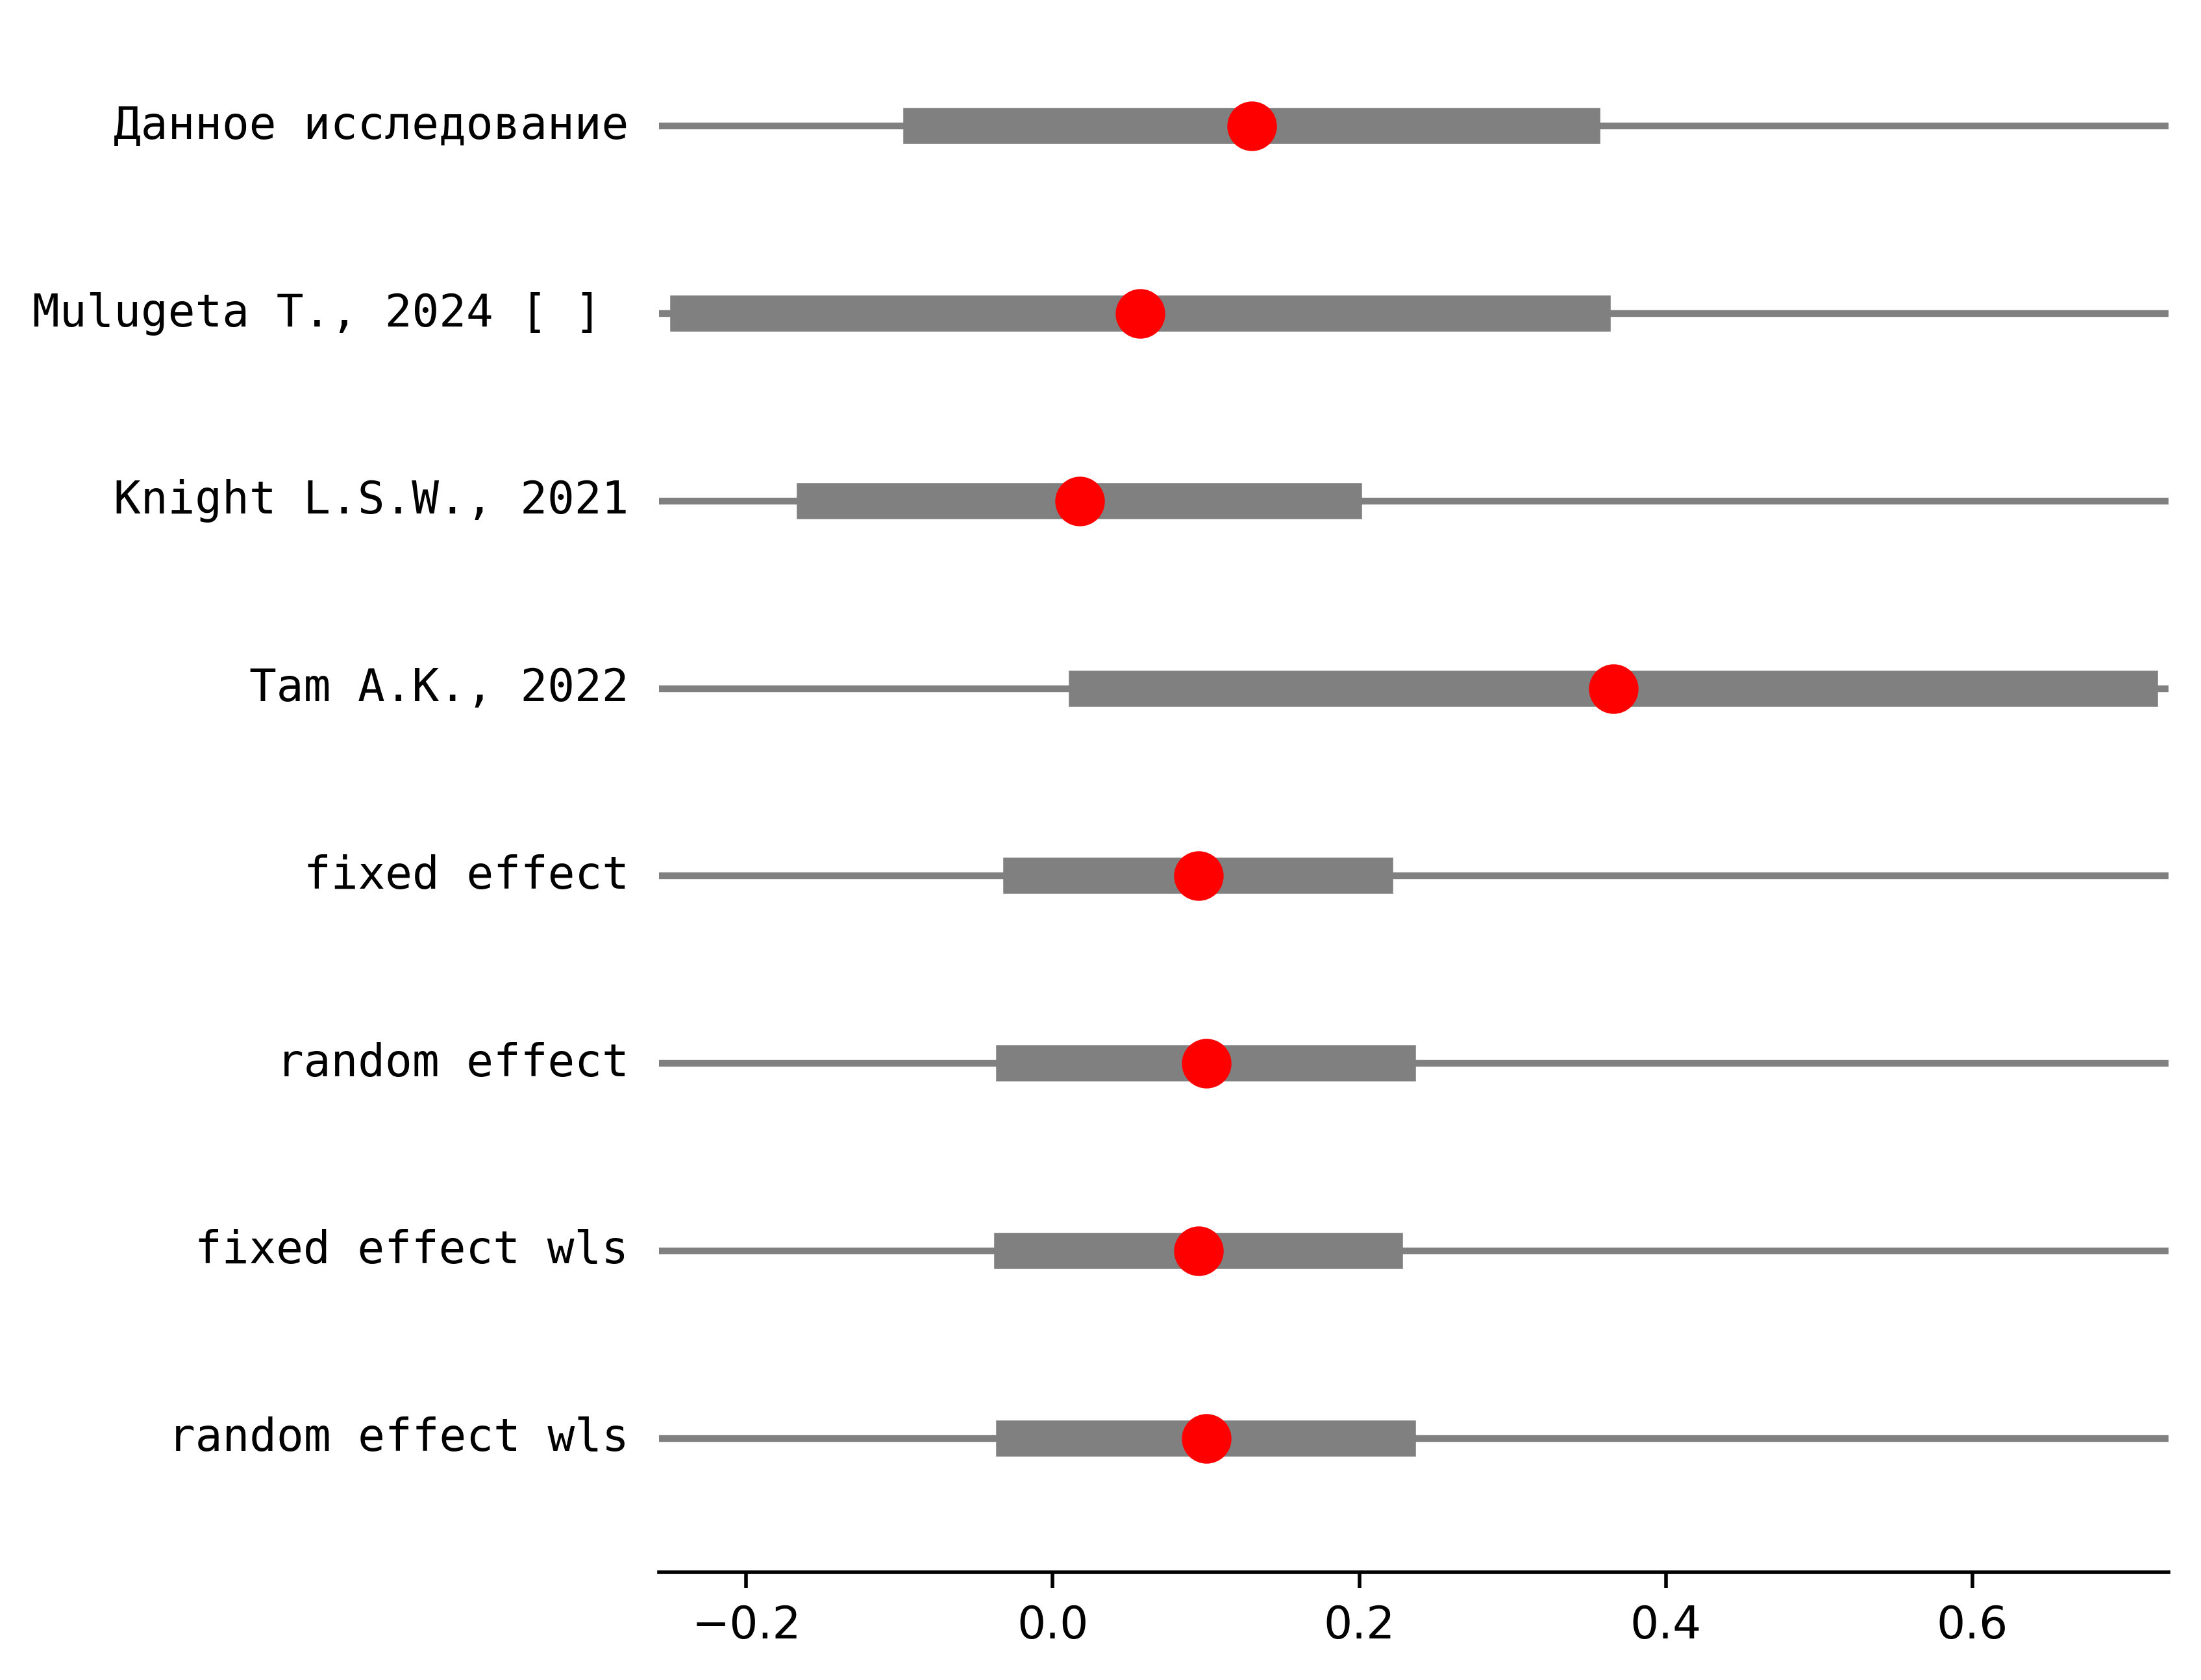 Данное исследование
Mulugeta T., 2024 [ ]
Knight L.S.W., 2021
Tam A.K., 2022
fixed effect
random effect
fixed effect wls
random effect wls
−0.2 0.0 0.2 0.4 0.6